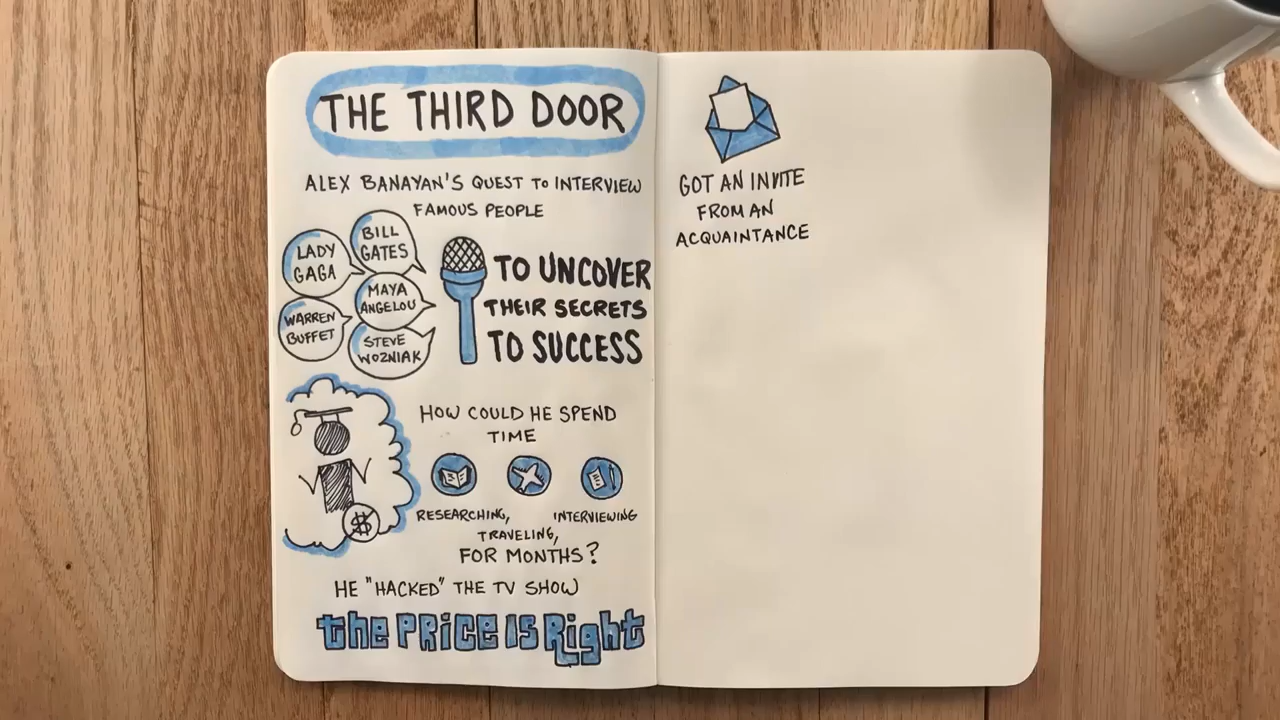 THE THIRD DOOR
ALEX BANAYAN'S QUEST TO INTERVIEW
FAMOUS PEOPLE
LADY
GAGA
BILL
GATES
MAYA
ANGELOU
WARREN
BUFFET
STEVE
WOZNIAK
TO UNCOVER
THEIR SECRETS
TO SUCCESS
$
HOW COULD HE SPEND
TIME
RESEARCHING,
TRAVELING,
INTERVIEWING
FOR MONTHS?
HE "HACKED" THE TV SHOW
the PRiCE IS Right
GOT AN INVITE
FROM AN
ACQUAINTANCE